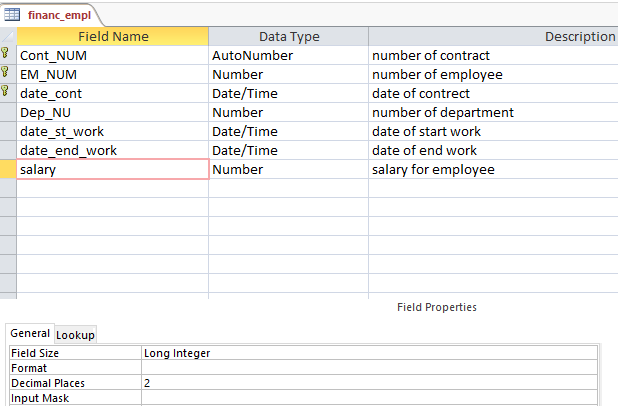 financ_empl
Field Name Data Type Description
Cont_NUM AutoNumber number of contract
EM_NUM Number number of employee
date_cont Date/Time date of contrect
Dep_NU Number number of department
date_st_work Date/Time date of start work
date_end_work Date/Time date of end work
salary Number salary for employee
Field Properties
General Lookup
Field Size Long Integer
Format
Decimal Places 2
Input Mask